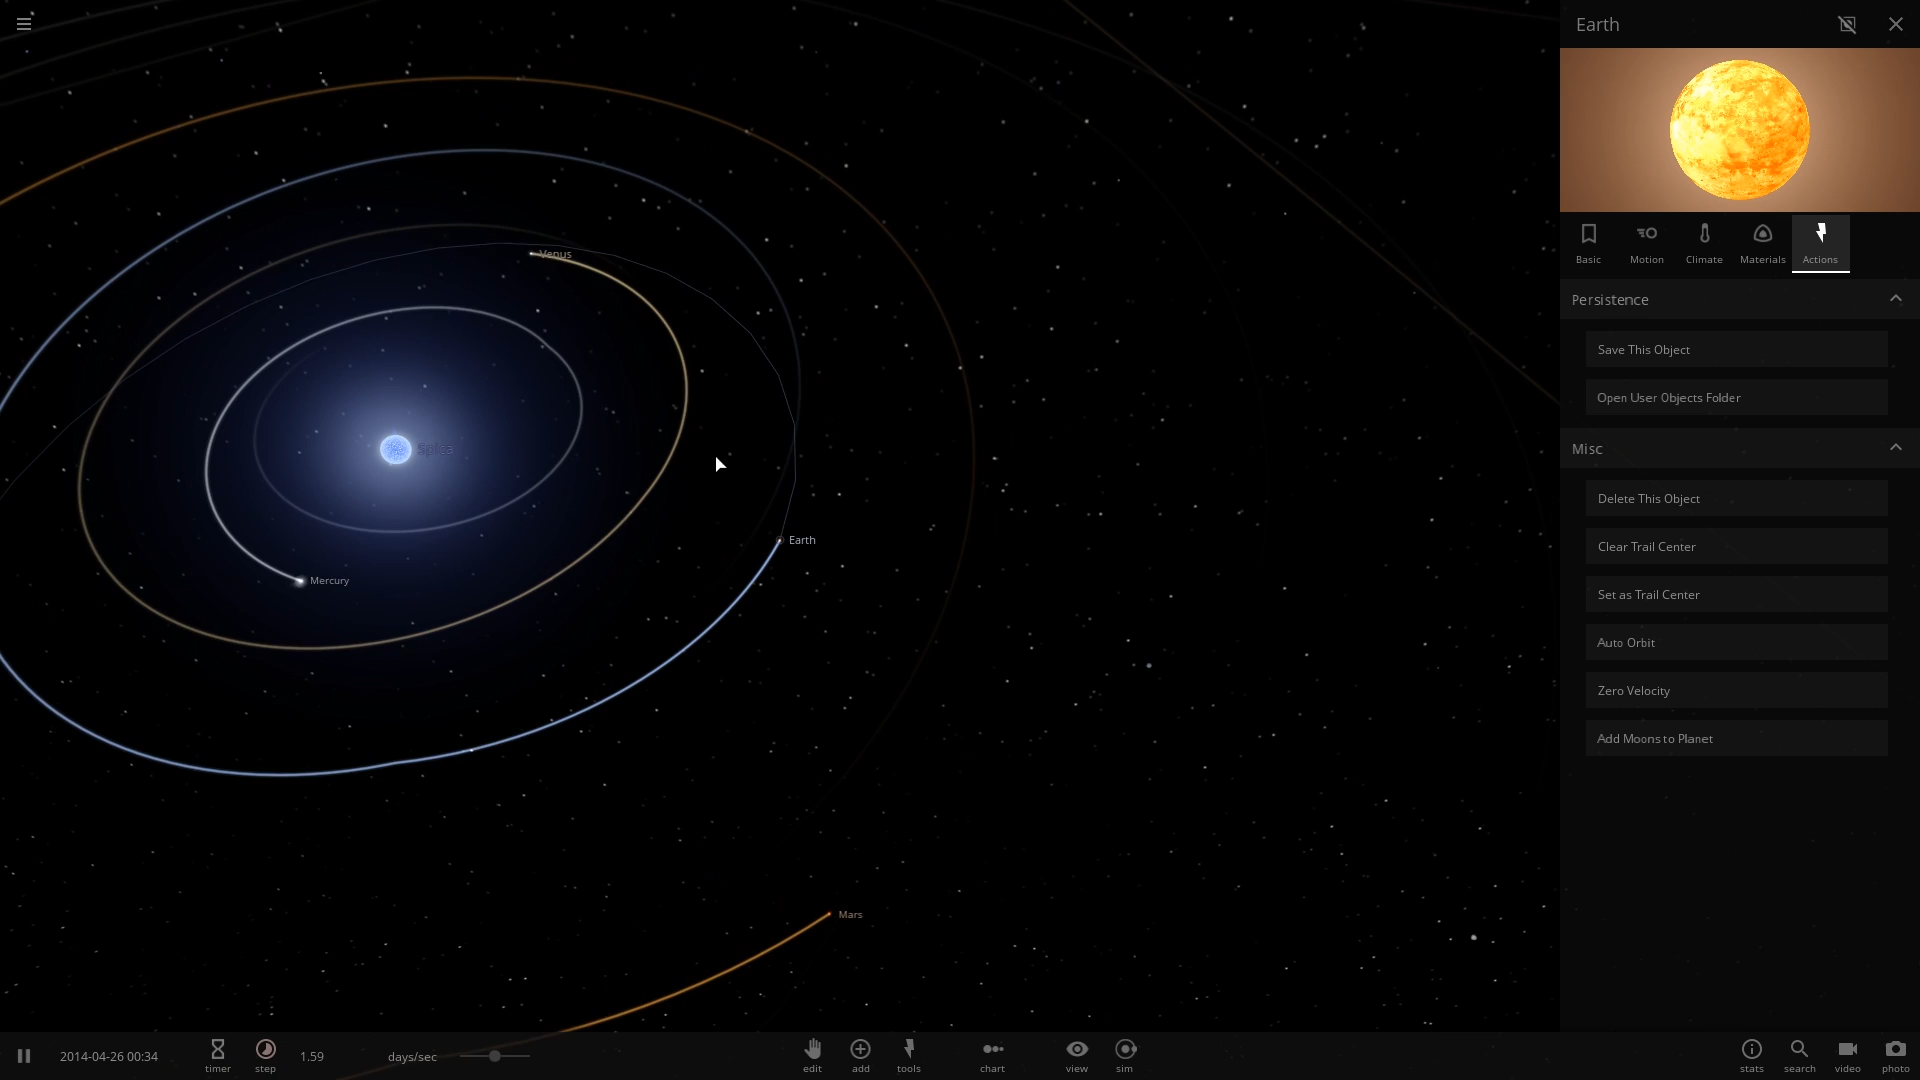 Earth
Basic
Motion
Climate
Materials
Actions
Persistence
Save This Object
Open User Objects Folder
Misc
Delete This Object
Clear Trail Center
Set as Trail Center
Auto Orbit
Zero Velocity
Add Moons to Planet
Venus
Spica
Earth
Mercury
Mars
2014-04-26 00:34
timer
step
1.59
days/sec
edit
add
tools
chart
view
sim
stats
search
video
photo